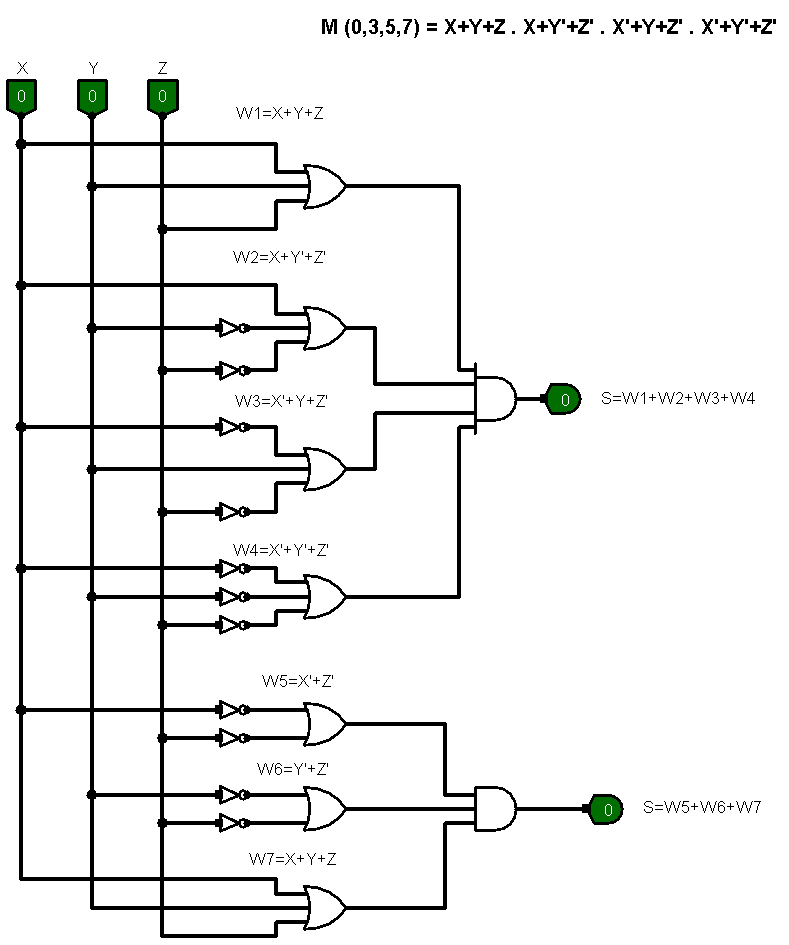 M (0,3,5,7) = X+Y+Z . X+Y'+Z' . X'+Y+Z' . X'+Y'+Z'
X Y Z
0 0 0
W1=X+Y+Z
W2=X+Y'+Z'
W3=X'+Y+Z'
0 S=W1+W2+W3+W4
W4=X'+Y'+Z'
W5=X'+Z'
W6=Y'+Z'
0 S=W5+W6+W7
W7=X+Y+Z